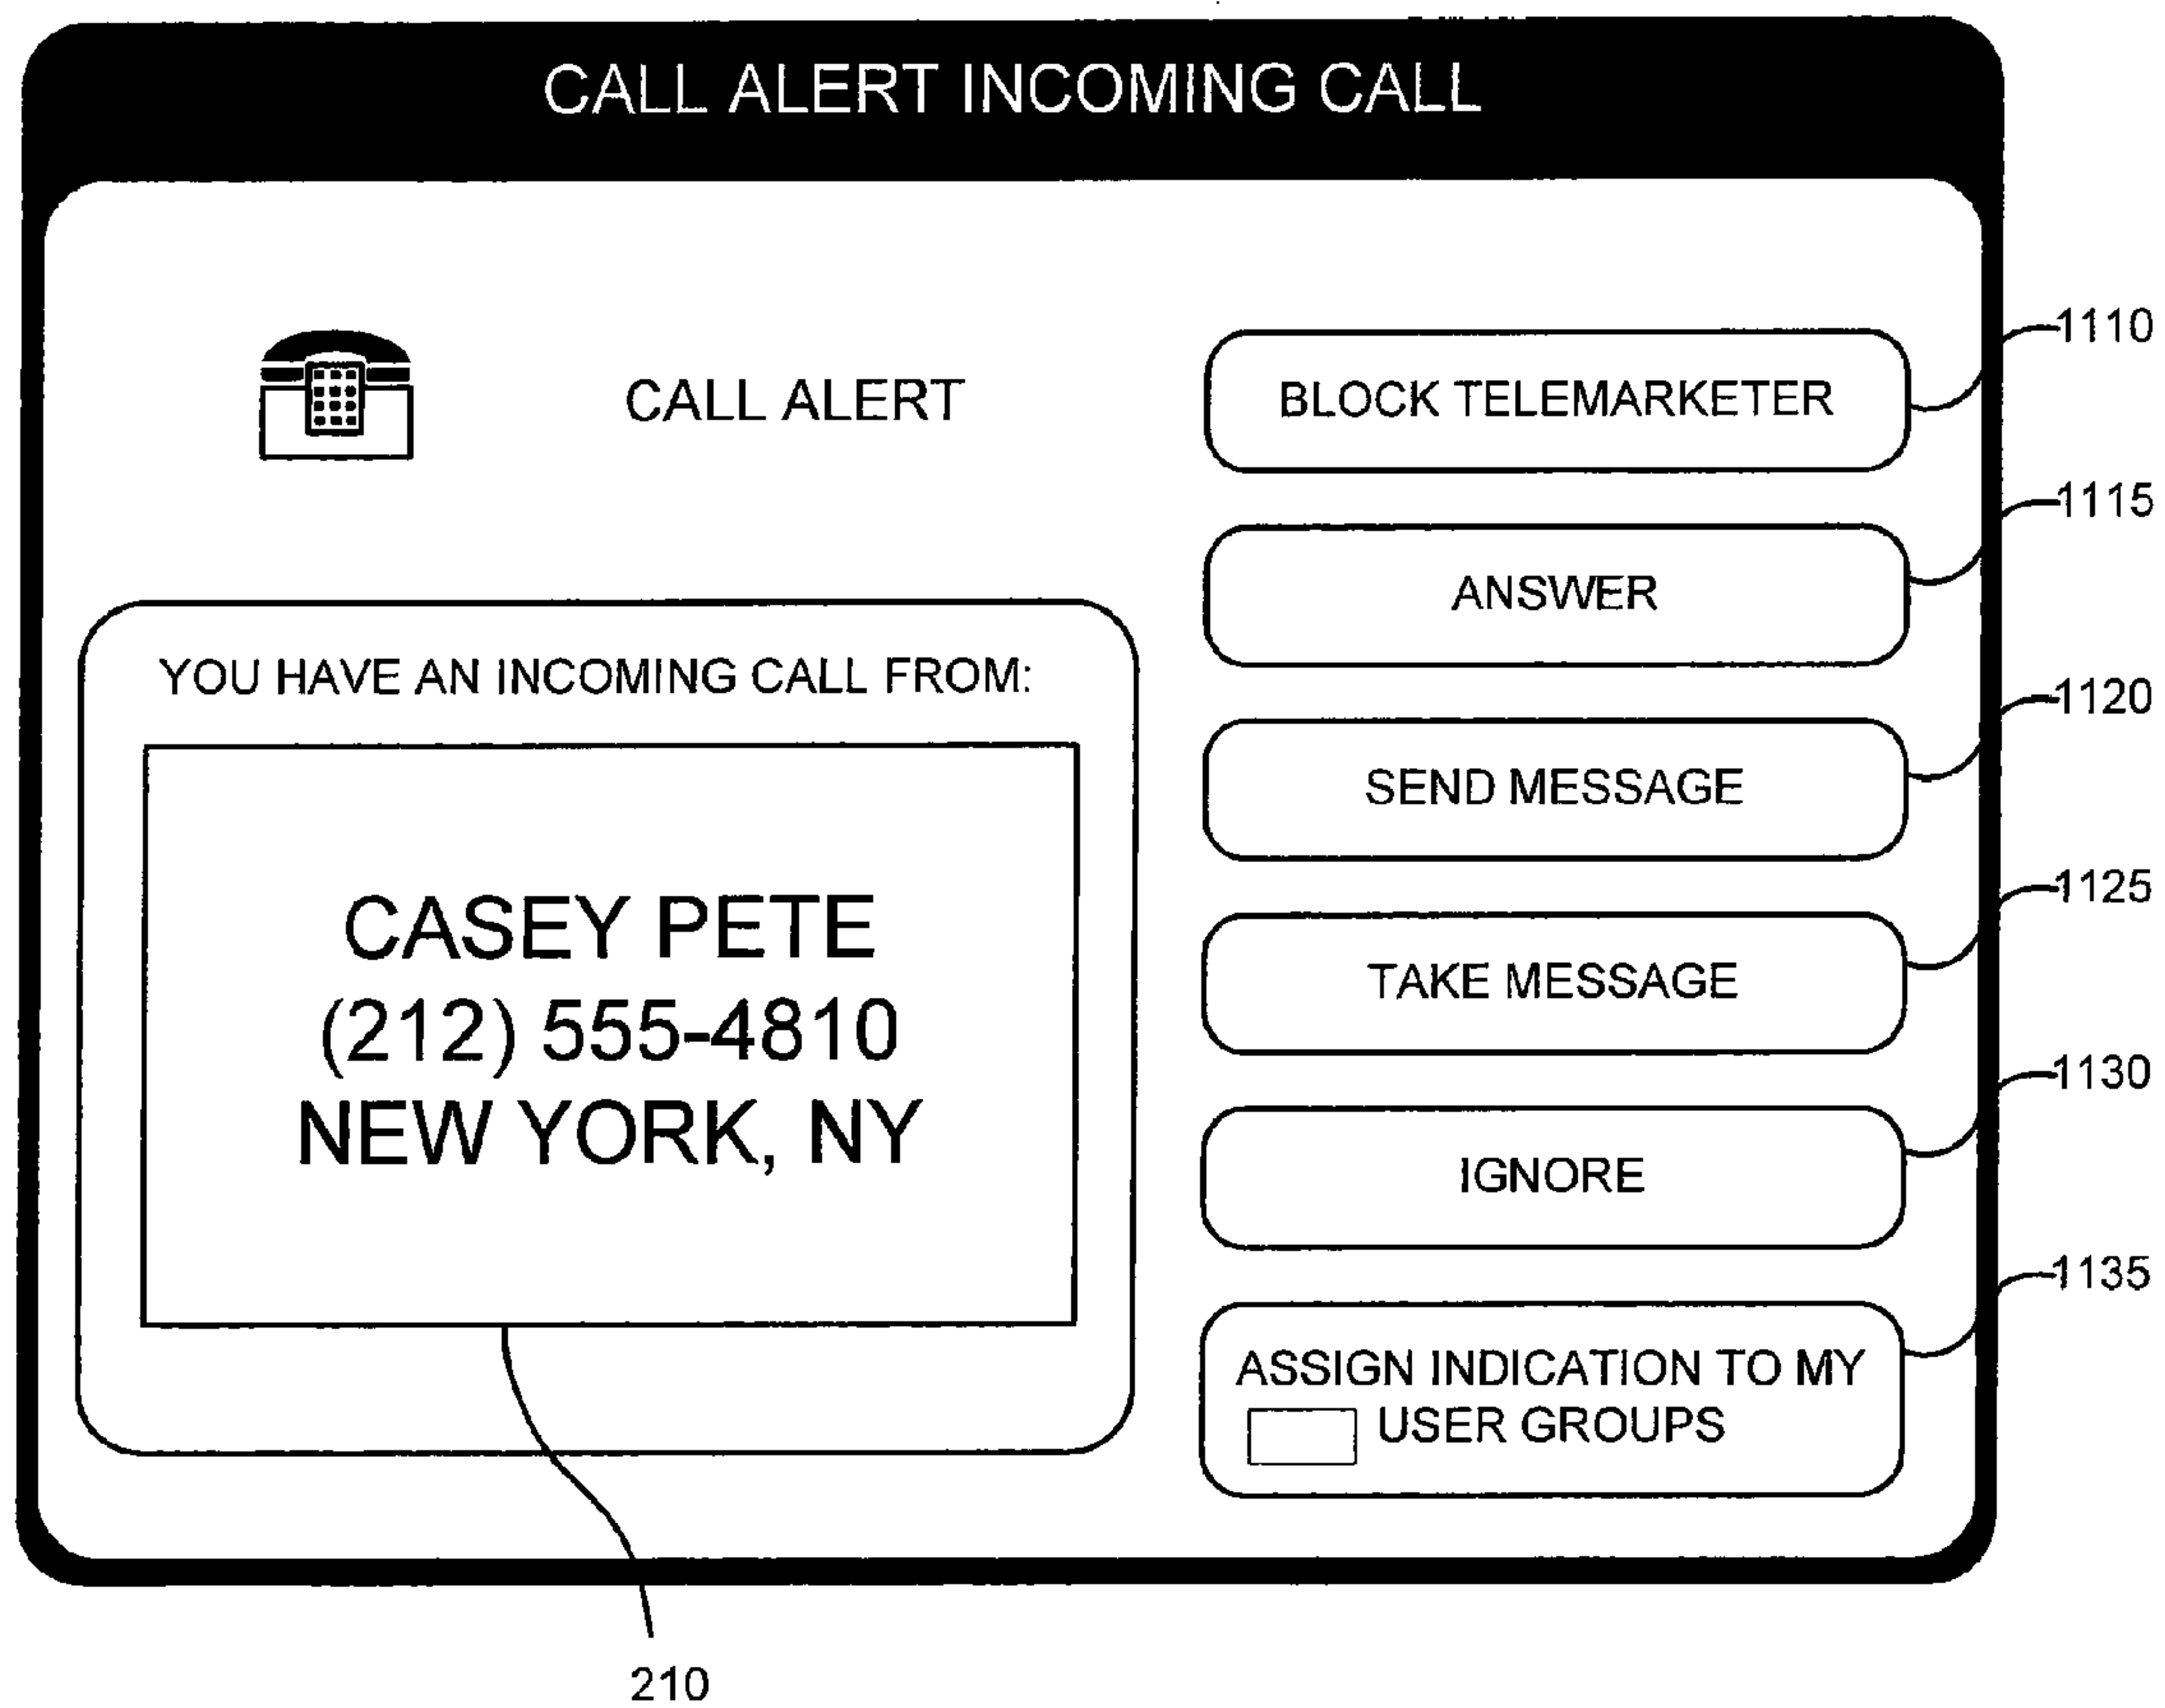 CALL ALERT INCOMING CALL
CALL ALERT
YOU HAVE AN INCOMING CALL FROM:
CASEY PETE
(212) 555-4810
NEW YORK, NY
210
BLOCK TELEMARKETER
1110
ANSWER
1115
SEND MESSAGE
1120
TAKE MESSAGE
1125
IGNORE
1130
ASSIGN INDICATION TO MY
USER GROUPS
1135